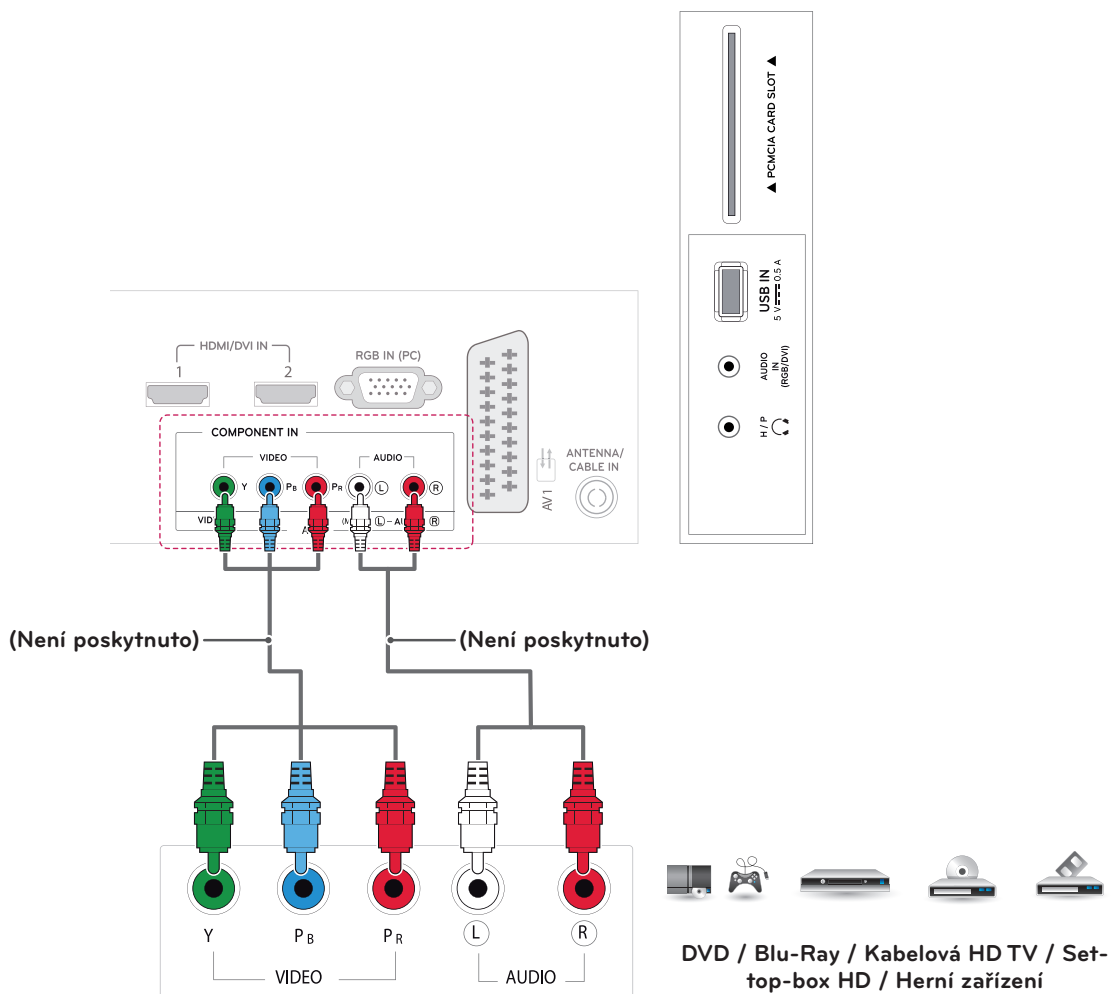 ▲ PCMCIA CARD SLOT ▲
USB IN
5 V 0.5 A
AUDIO
IN
(RGB/DVI)
H / P
HDMI/DVI IN
1 2
RGB IN (PC)
COMPONENT IN
VIDEO AUDIO
Y PB PR L R
L AU R
AV1
ANTENNA/
CABLE IN
(Není poskytnuto) (Není poskytnuto)
Y PB PR L R
VIDEO AUDIO
DVD / Blu-Ray / Kabelová HD TV / Set-
top-box HD / Herní zařízení